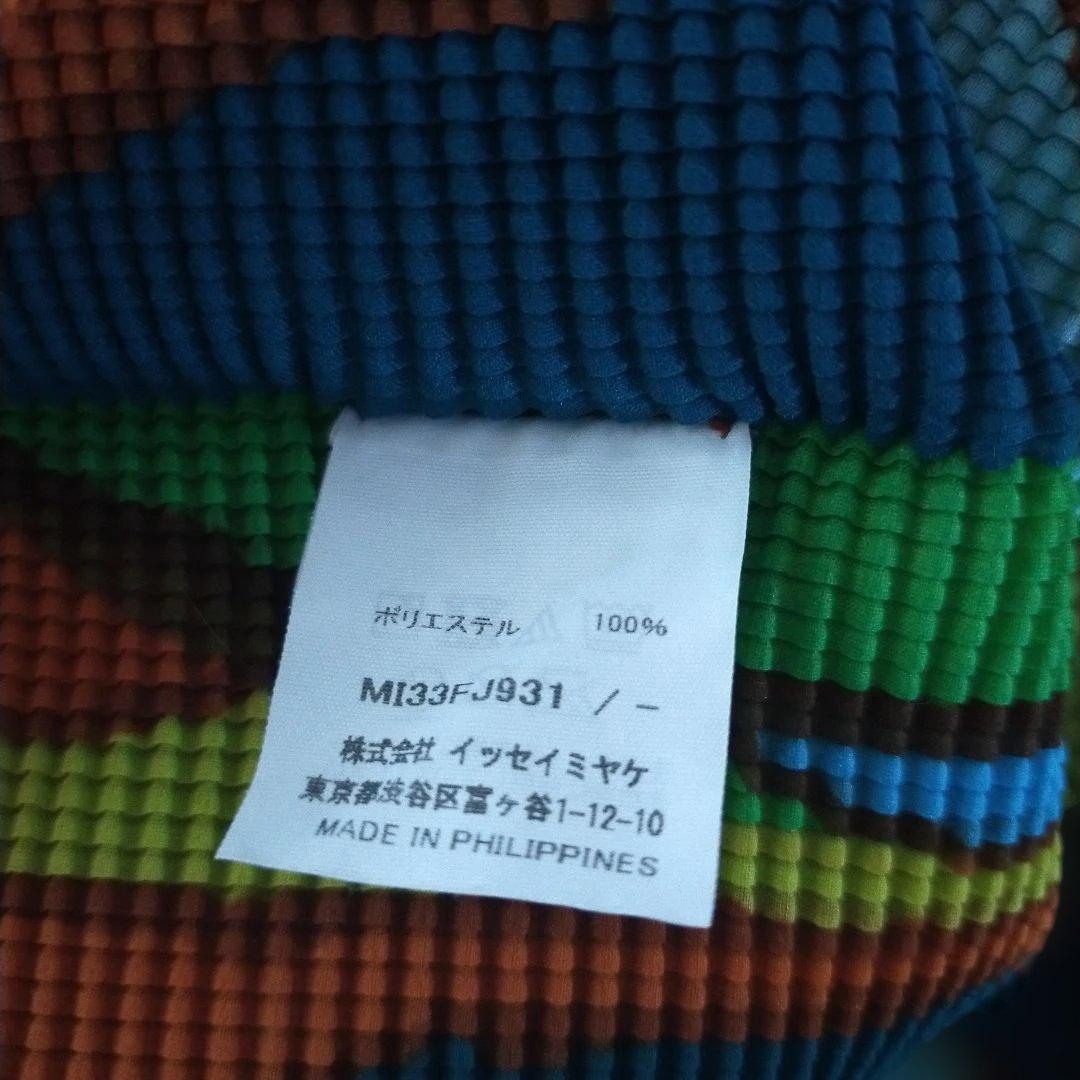 ポリエステル 100%
MI33FJ931 / −
株式会社 イッセイミヤケ
東京都渋谷区富ヶ谷1-12-10
MADE IN PHILIPPINES